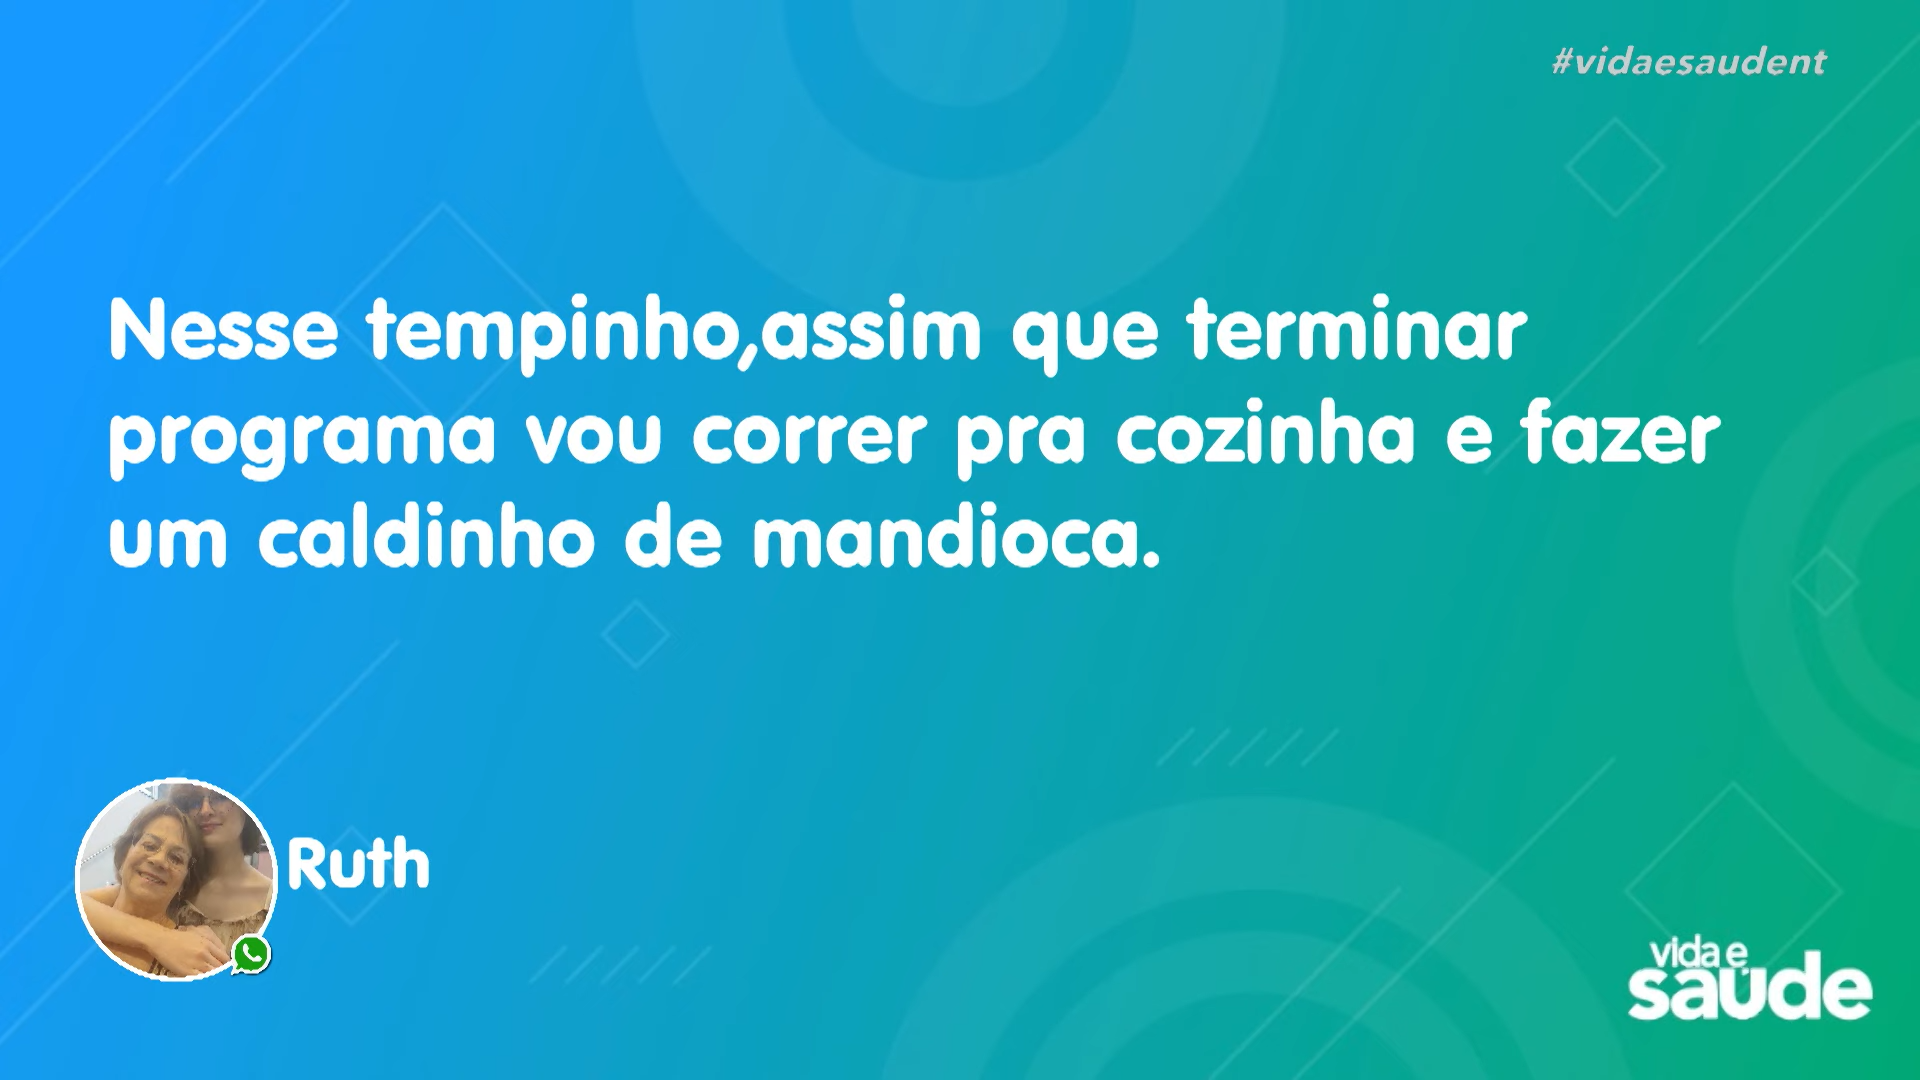 #vidaesaudent
Nesse tempinho,assim que terminar
programa vou correr pra cozinha e fazer
um caldinho de mandioca.
Ruth
vida e
saúde